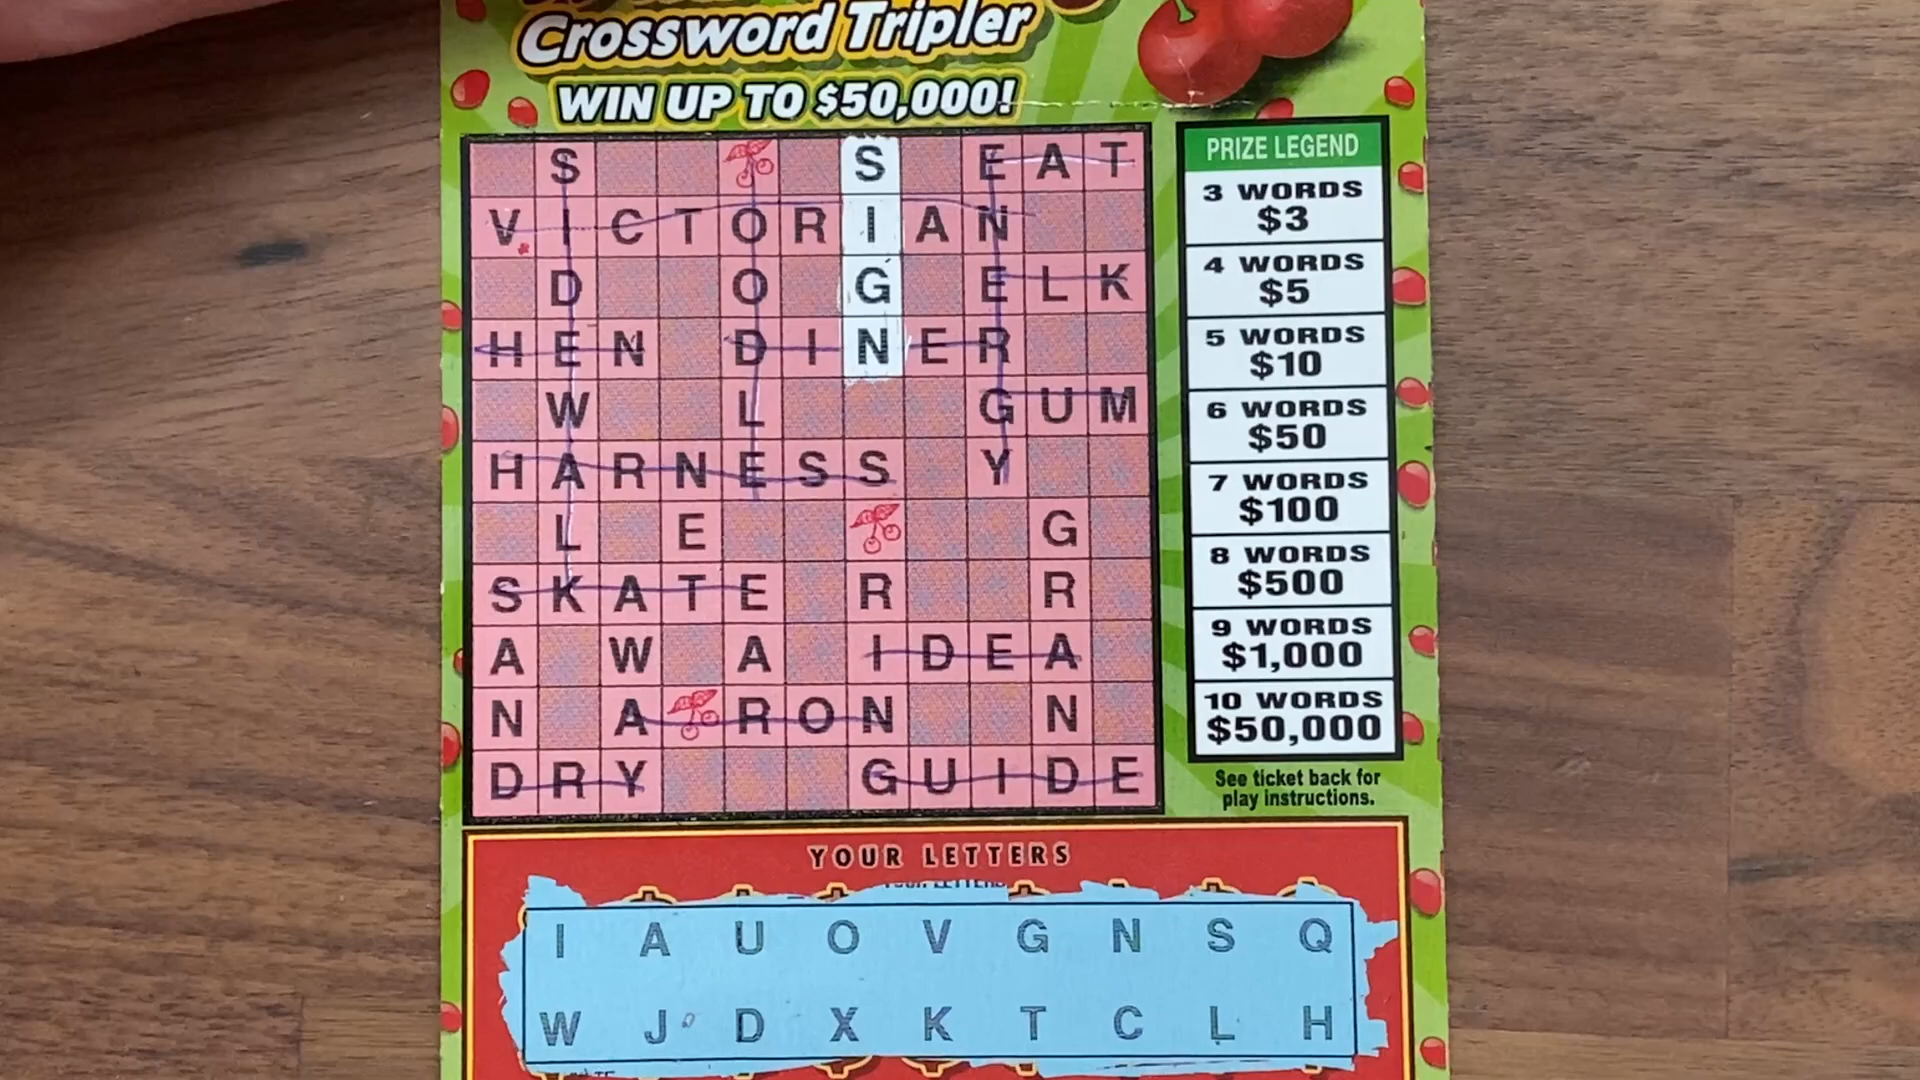 Crossword Tripler
WIN UP TO $50,000!
S S E A T
V I C T O R I A N
D O G E L K
H E N D I N E R
W L G U M
H A R N E S S Y
L E G
S K A T E R R
A W A I D E A
N A R O N N
D R Y G U I D E
PRIZE LEGEND
3 WORDS
$3
4 WORDS
$5
5 WORDS
$10
6 WORDS
$50
7 WORDS
$100
8 WORDS
$500
9 WORDS
$1,000
10 WORDS
$50,000
See ticket back for
play instructions.
YOUR LETTERS
I A U O V G N S Q
W J D X K T C L H